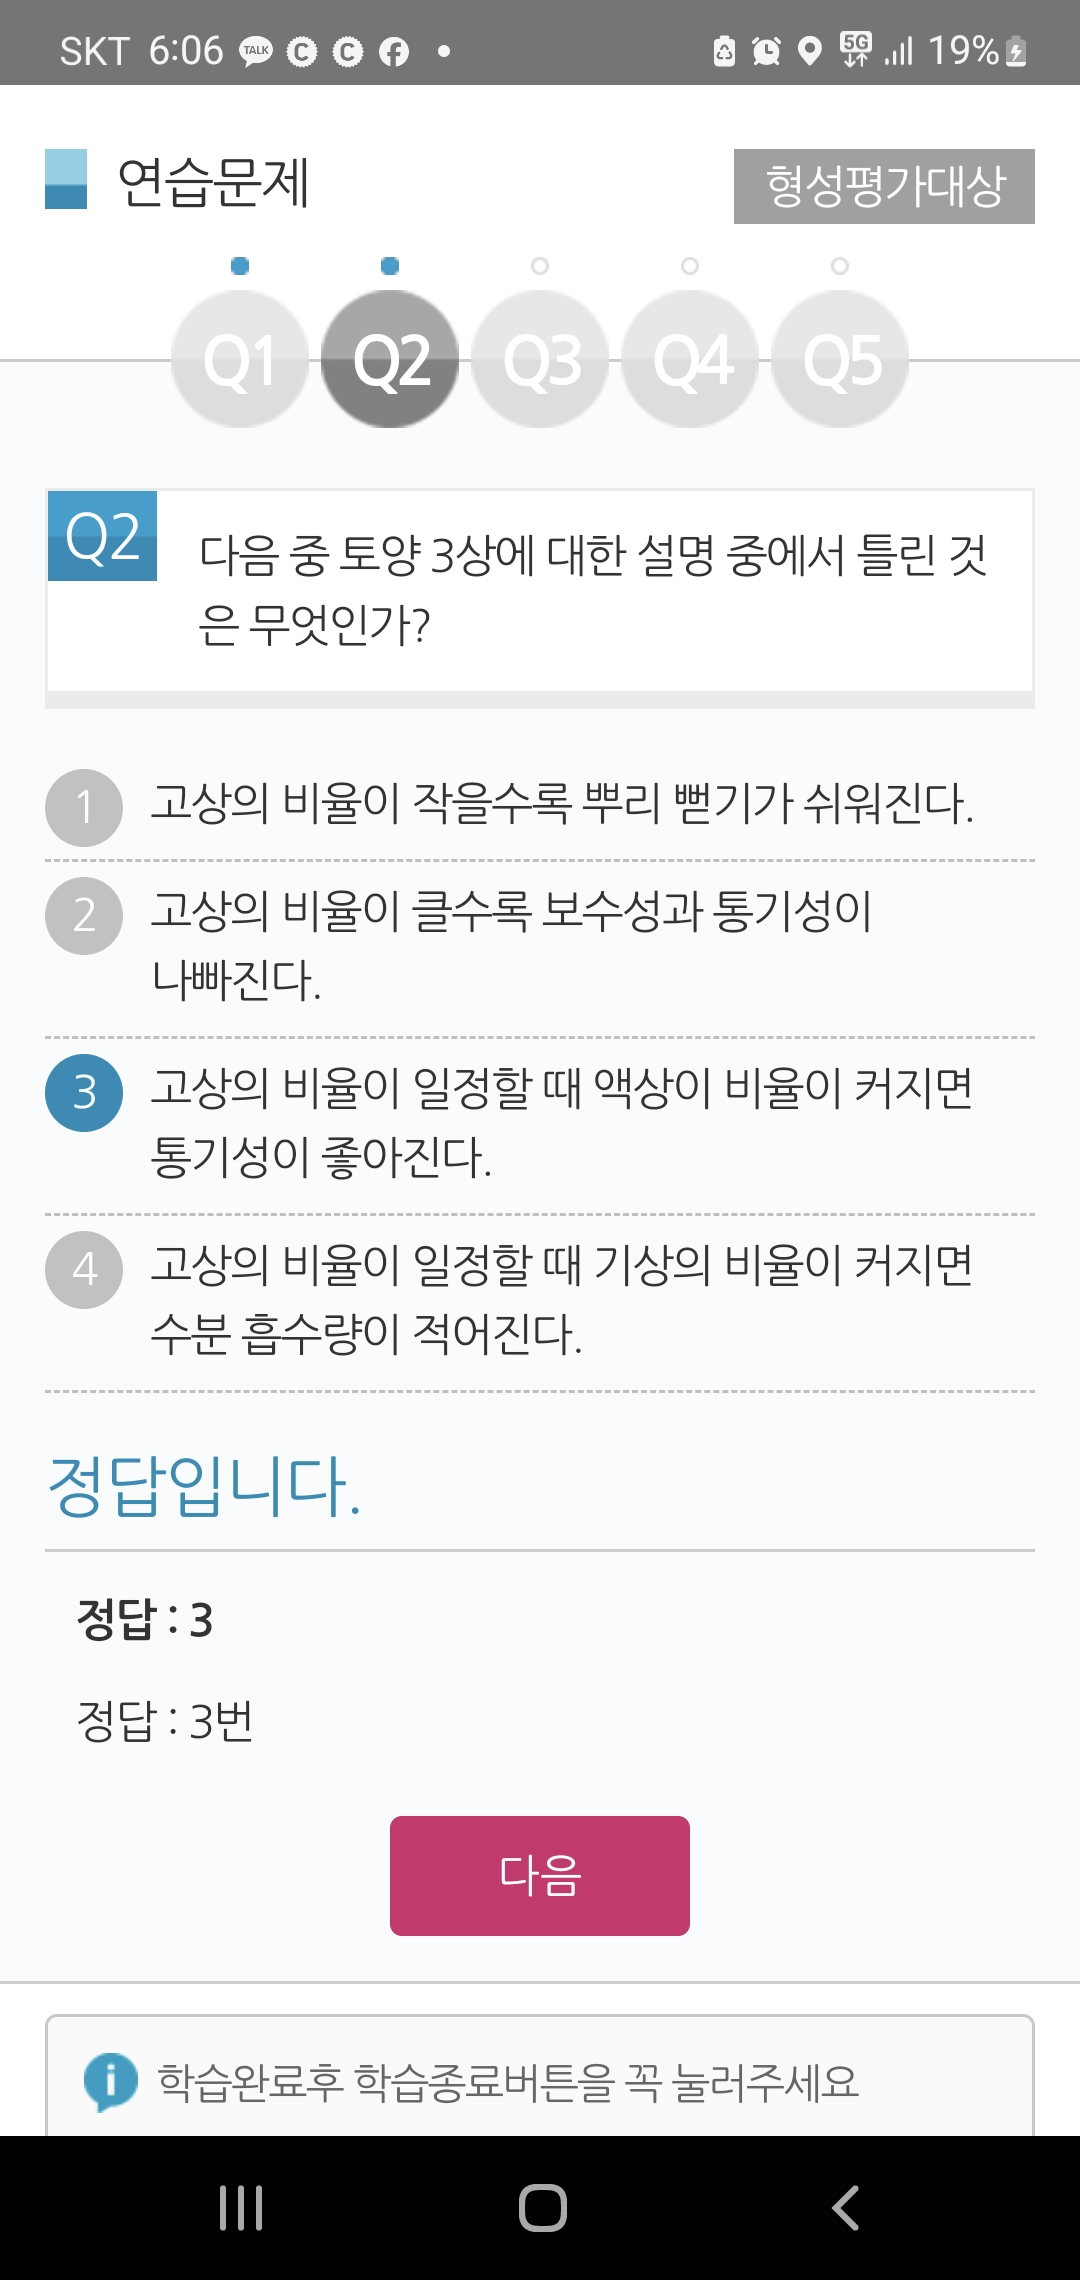 SKT 6:06 TALK C C
5G 19%
연습문제
형성평가대상
Q1 Q2 Q3 Q4 Q5
Q2
다음 중 토양 3상에 대한 설명 중에서 틀린 것
은 무엇인가?
1 고상의 비율이 작을수록 뿌리 뻗기가 쉬워진다.
2 고상의 비율이 클수록 보수성과 통기성이
나빠진다.
3 고상의 비율이 일정할 때 액상이 비율이 커지면
통기성이 좋아진다.
4 고상의 비율이 일정할 때 기상의 비율이 커지면
수분 흡수량이 적어진다.
정답입니다.
정답 : 3
정답 : 3번
다음
학습완료후 학습종료버튼을 꼭 눌러주세요